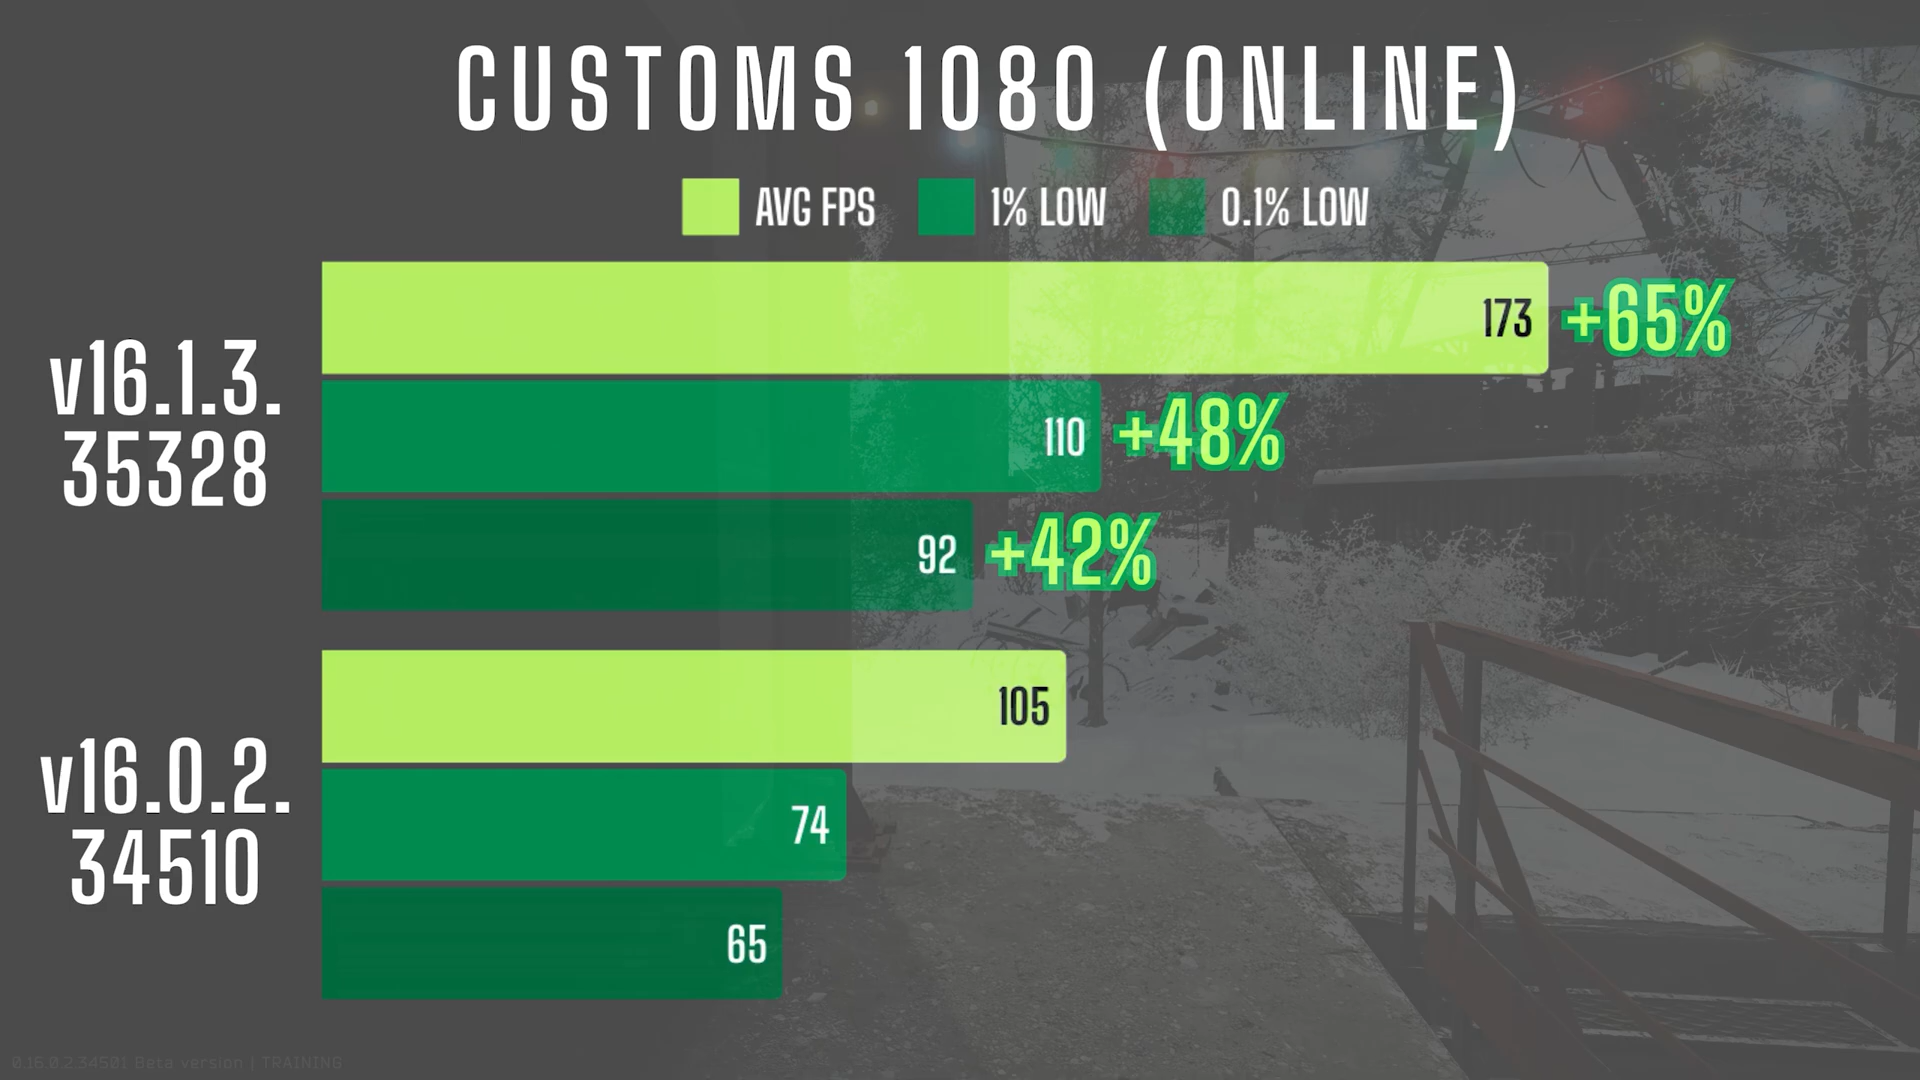 CUSTOMS 1080 (ONLINE)
AVG FPS 1% LOW 0.1% LOW
v16.1.3.
35328
173 +65%
110 +48%
92 +42%
v16.0.2.
34510
105
74
65
0.16.0.2.34501 Beta version | TRAINING